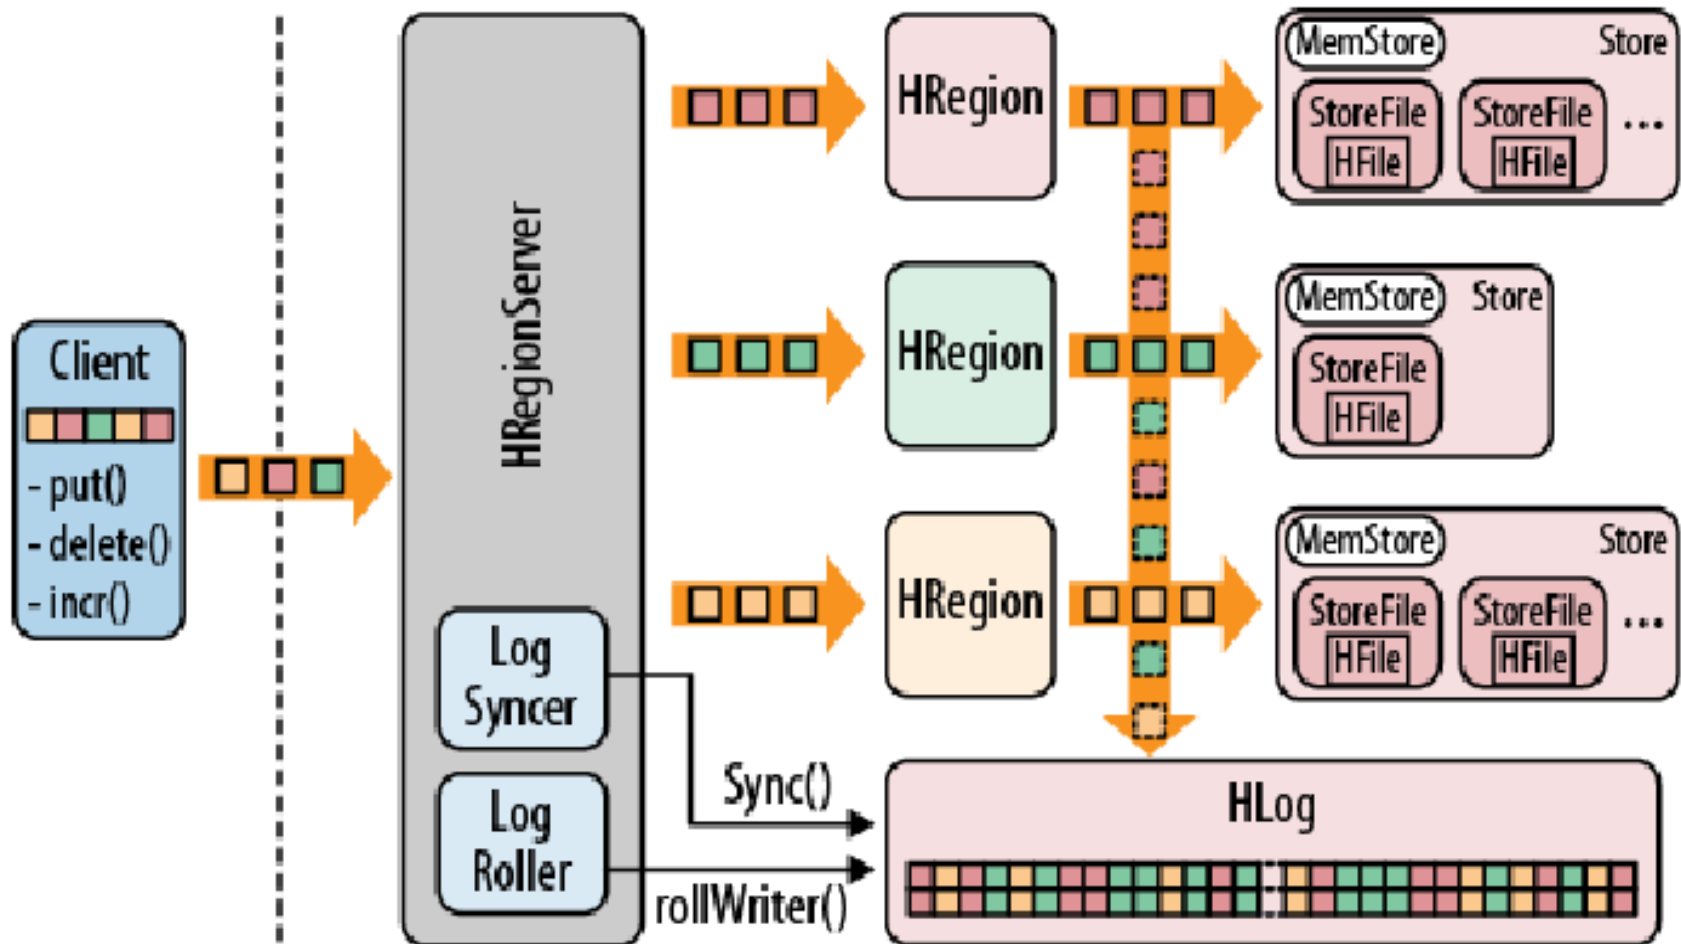 Client
- put()
- delete()
- incr()
HRegionServer
Log
Syncer
Log
Roller
Sync()
rollWriter()
HRegion
MemStore
Store
StoreFile
HFile
StoreFile
HFile
...
HRegion
MemStore
Store
StoreFile
HFile
HRegion
MemStore
Store
StoreFile
HFile
StoreFile
HFile
...
HLog